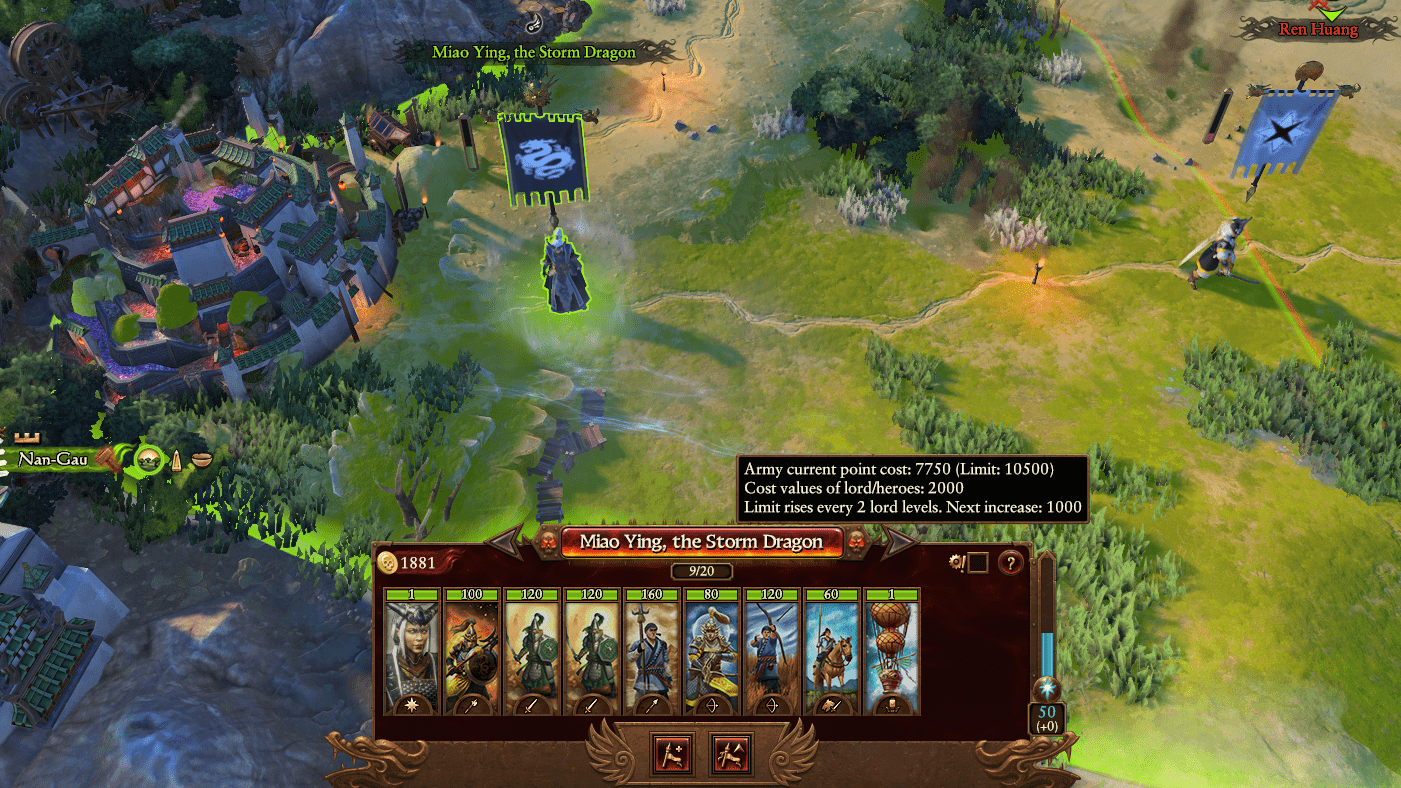 Ren Huang
Miao Ying, the Storm Dragon
Nan-Gau
Army current point cost: 7750 (Limit: 10500)
Cost values of lord/heroes: 2000
Limit rises every 2 lord levels. Next increase: 1000
Miao Ying, the Storm Dragon
1881
9/20
?
1 100 120 120 160 80 120 60 1
50
(+0)